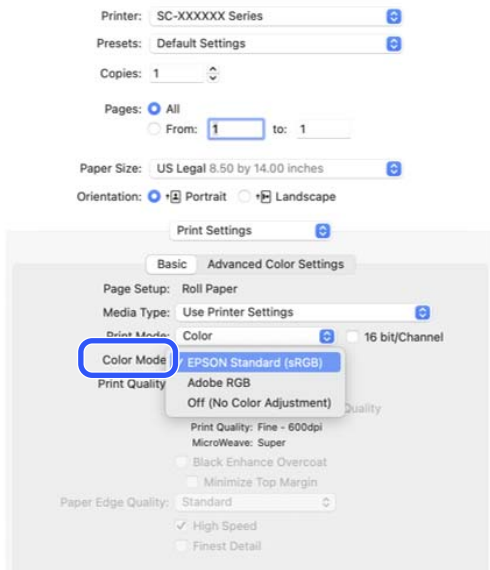 Printer: SC-XXXXXX Series
Presets: Default Settings
Copies: 1
Pages: All
From: 1 to: 1
Paper Size: US Legal 8.50 by 14.00 inches
Orientation: Portrait Landscape
Print Settings
Basic Advanced Color Settings
Page Setup: Roll Paper
Media Type: Use Printer Settings
Print Mode: Color 16 bit/Channel
Color Mode ✓ EPSON Standard (sRGB)
Print Quality Adobe RGB
Off (No Color Adjustment)
Quality
Print Quality: Fine - 600dpi
MicroWeave: Super
Black Enhance Overcoat
Minimize Top Margin
Paper Edge Quality: Standard
High Speed
Finest Detail